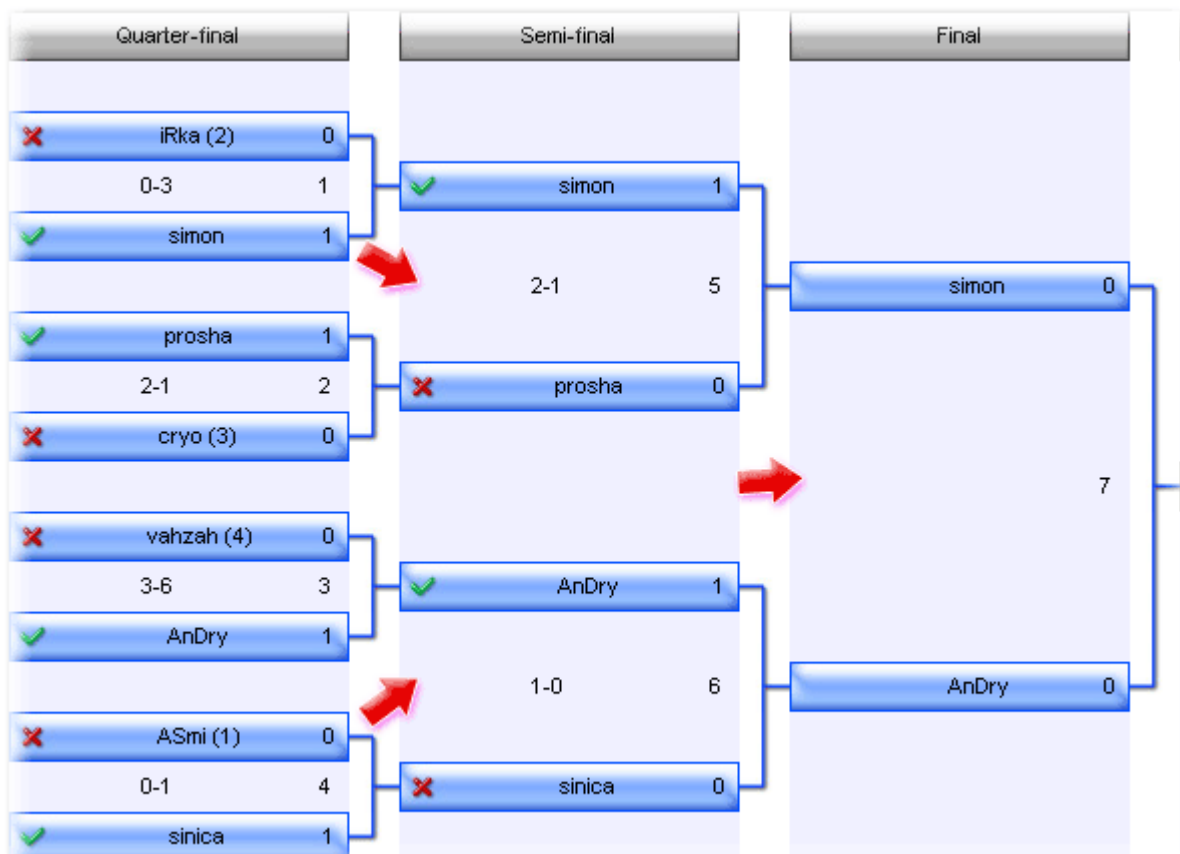 Quarter-final
Semi-final
Final
iRka (2) 0
0-3 1
simon 1
prosha 1
2-1 2
cryo (3) 0
vahzah (4) 0
3-6 3
AnDry 1
ASmi (1) 0
0-1 4
sinica 1
simon 1
2-1 5
prosha 0
AnDry 1
1-0 6
sinica 0
simon 0
7
AnDry 0